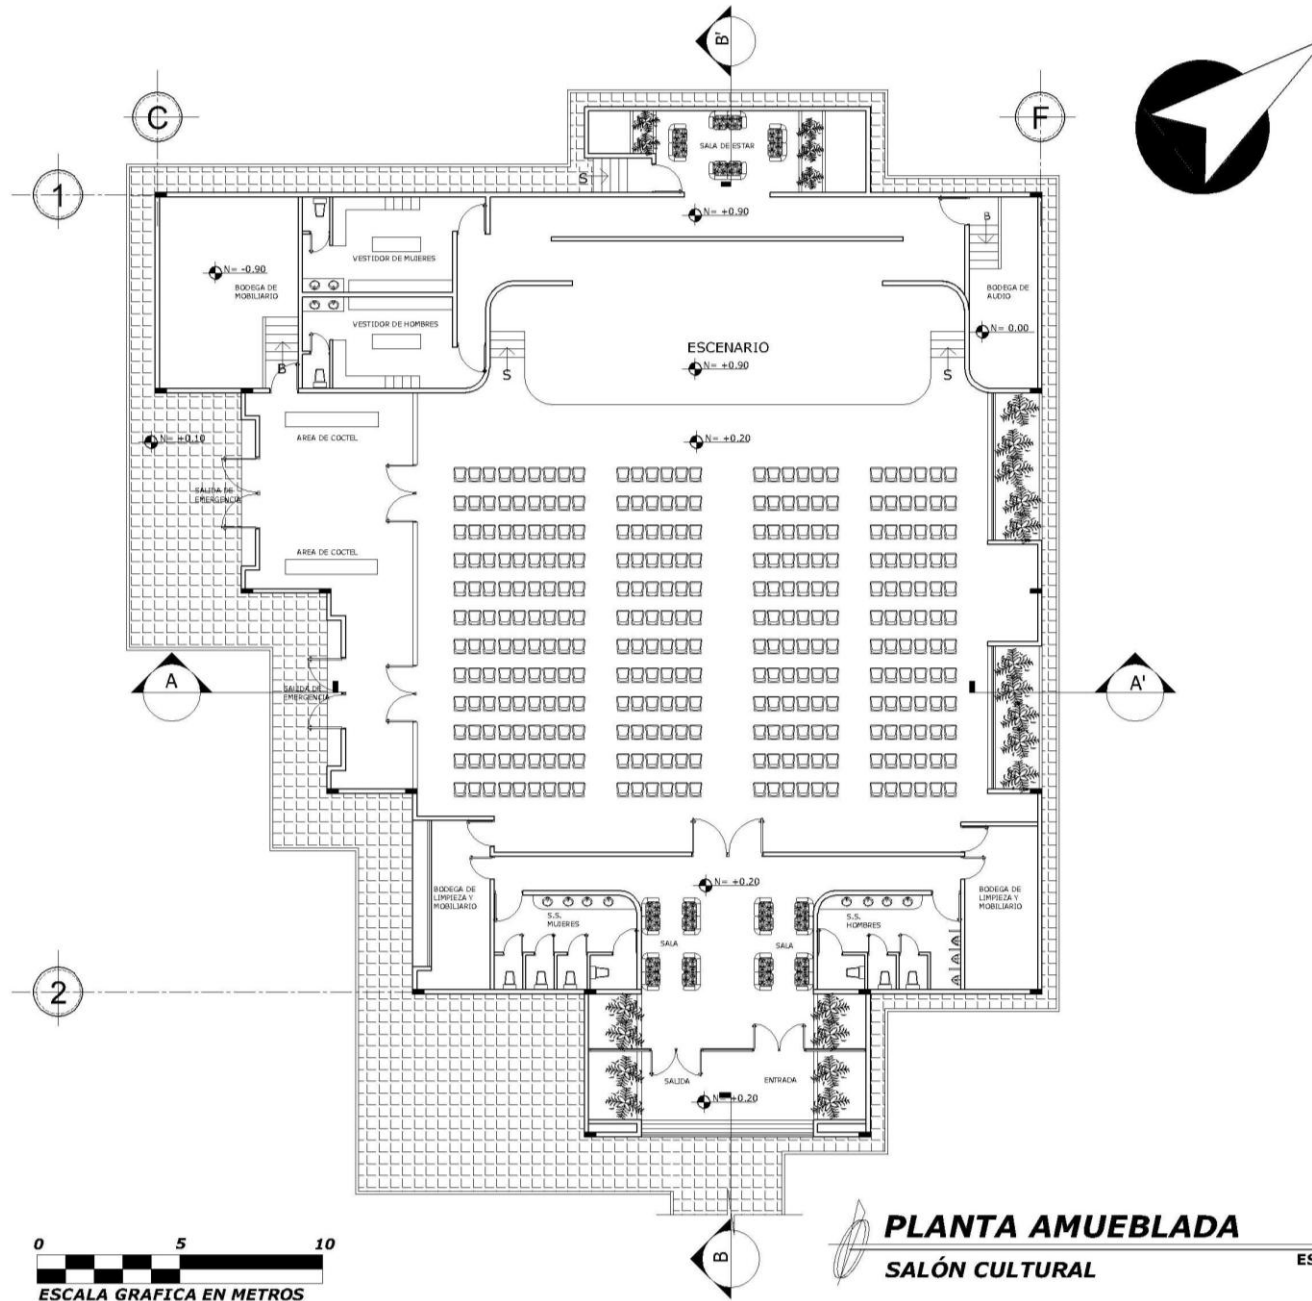 B'
C
F
1
SALA DE ESTAR
S
N= +0.90
B
VESTIDOR DE MUJERES
N= -0.90
BODEGA DE
MOBILIARIO
BODEGA DE
AUDIO
VESTIDOR DE HOMBRES
N= 0.00
ESCENARIO
B
N= +0.90
S
S
AREA DE COCTEL
N= +0.10
N= +0.20
SALIDA DE
EMERGENCIA
AREA DE COCTEL
A
SALIDA DE
EMERGENCIA
A'
N= +0.20
BODEGA DE
LIMPIEZA Y
MOBILIARIO
BODEGA DE
LIMPIEZA Y
MOBILIARIO
S.S.
MUJERES
S.S.
HOMBRES
SALA
SALA
2
SALIDA
ENTRADA
N= +0.20
PLANTA AMUEBLADA
SALÓN CULTURAL
ES
B
0 5 10
ESCALA GRAFICA EN METROS